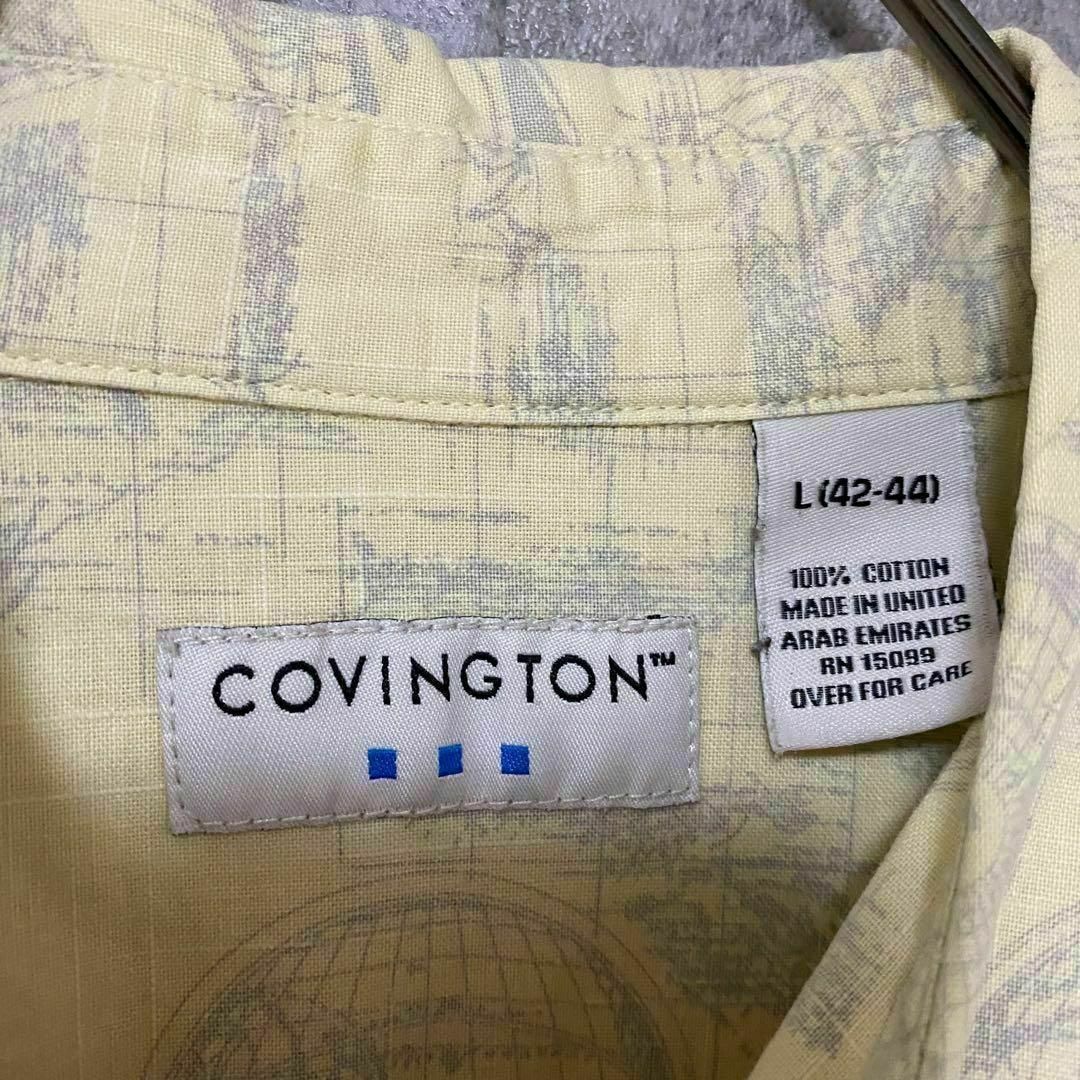 L (42-44)
100% COTTON
MADE IN UNITED
ARAB EMIRATES
RN 15099
OVER FOR CARE
COVINGTON™